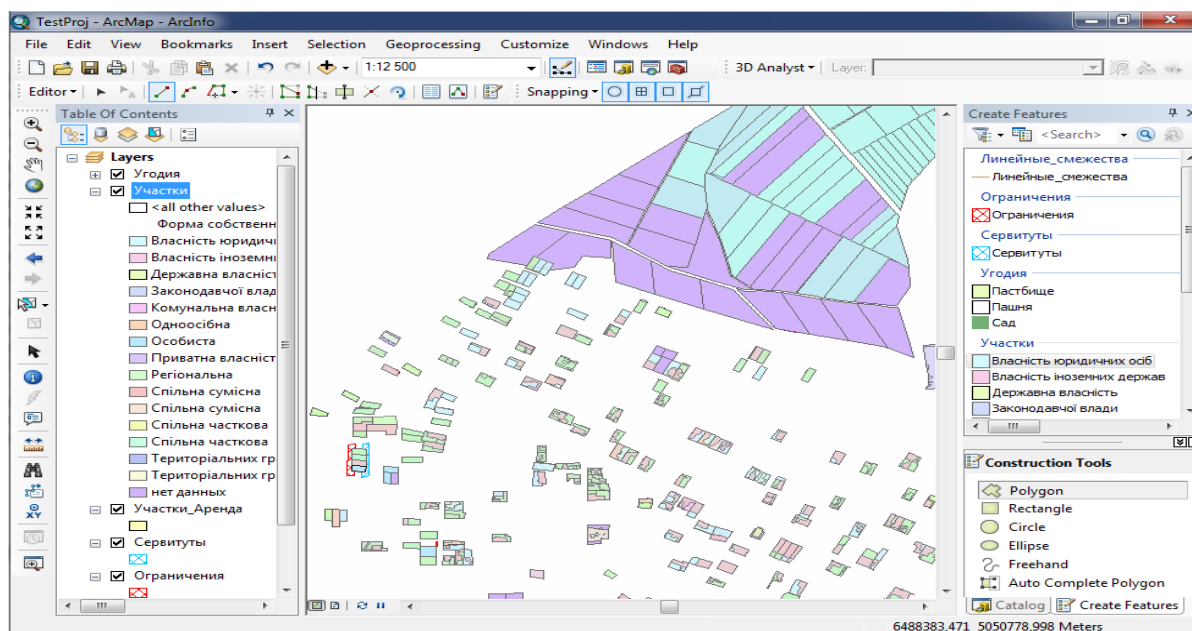 TestProj - ArcMap - ArcInfo
File Edit View Bookmarks Insert Selection Geoprocessing Customize Windows Help
1:12 500 3D Analyst Layer:
Editor Snapping
Table Of Contents
Layers
Угодия
Участки
<all other values>
Форма собственн
Власність юридичн
Власність іноземн
Державна власніст
Законодавчої влад
Комунальна власн
Одноосібна
Особиста
Приватна власніст
Регіональна
Спільна сумісна
Спільна сумісна
Спільна часткова
Спільна часткова
Територіальних гр
Територіальних гр
нет данных
Участки_Аренда
Сервитуты
Ограничения
Create Features
<Search>
Линейные_смежества
Линейные_смежества
Ограничения
Ограничения
Сервитуты
Сервитуты
Угодия
Пастбище
Пашня
Сад
Участки
Власність юридичних осіб
Власність іноземних держав
Державна власність
Законодавчої влади
Construction Tools
Polygon
Rectangle
Circle
Ellipse
Freehand
Auto Complete Polygon
Catalog Create Features
6488383.471 5050778.998 Meters